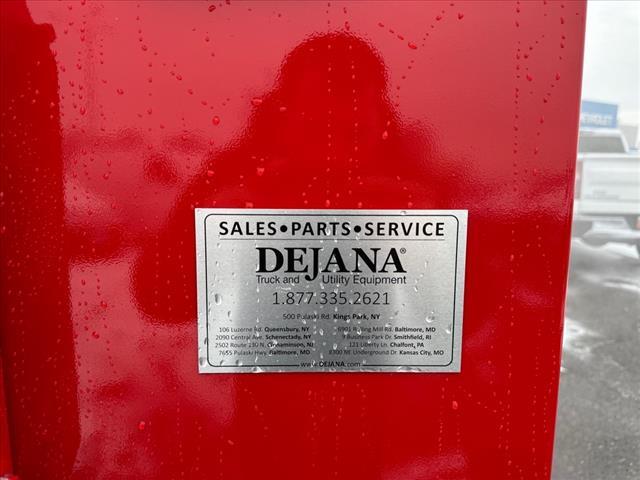 SALES•PARTS•SERVICE
DEJANA®
Truck and Utility Equipment
1.877.335.2621
500 Pulaski Rd. Kings Park, NY
106 Luzerne Rd. Queensbury, NY
2090 Central Ave. Schenectady, NY
2502 Route 130 N. Cinnaminson, NJ
7655 Pulaski Hwy. Baltimore, MD
6901 Rolling Mill Rd. Baltimore, MD
9 Business Park Dr. Smithfield, RI
121 Liberty Ln. Chalfont, PA
8300 NE Underground Dr. Kansas City, MO
www.DEJANA.com
CHEVROLET